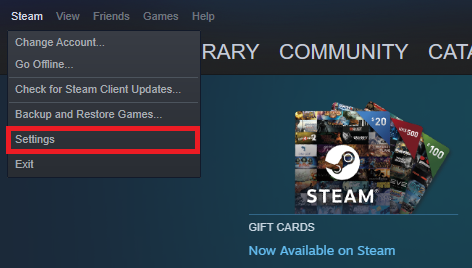 Steam View Friends Games Help
Change Account...
Go Offline...
Check for Steam Client Updates...
Backup and Restore Games...
Settings
Exit
RARY COMMUNITY CATA
$20
$100
STEAM
GIFT CARDS
Now Available on Steam